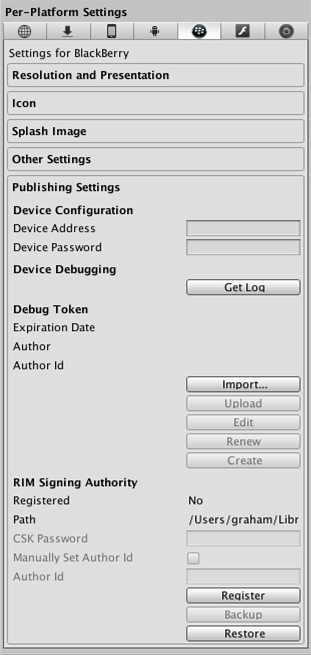 Per-Platform Settings
Settings for BlackBerry
Resolution and Presentation
Icon
Splash Image
Other Settings
Publishing Settings
Device Configuration
Device Address
Device Password
Device Debugging
Get Log
Debug Token
Expiration Date
Author
Author Id
Import...
Upload
Edit
Renew
Create
RIM Signing Authority
Registered No
Path /Users/graham/Libr
CSK Password
Manually Set Author Id
Author Id
Register
Backup
Restore